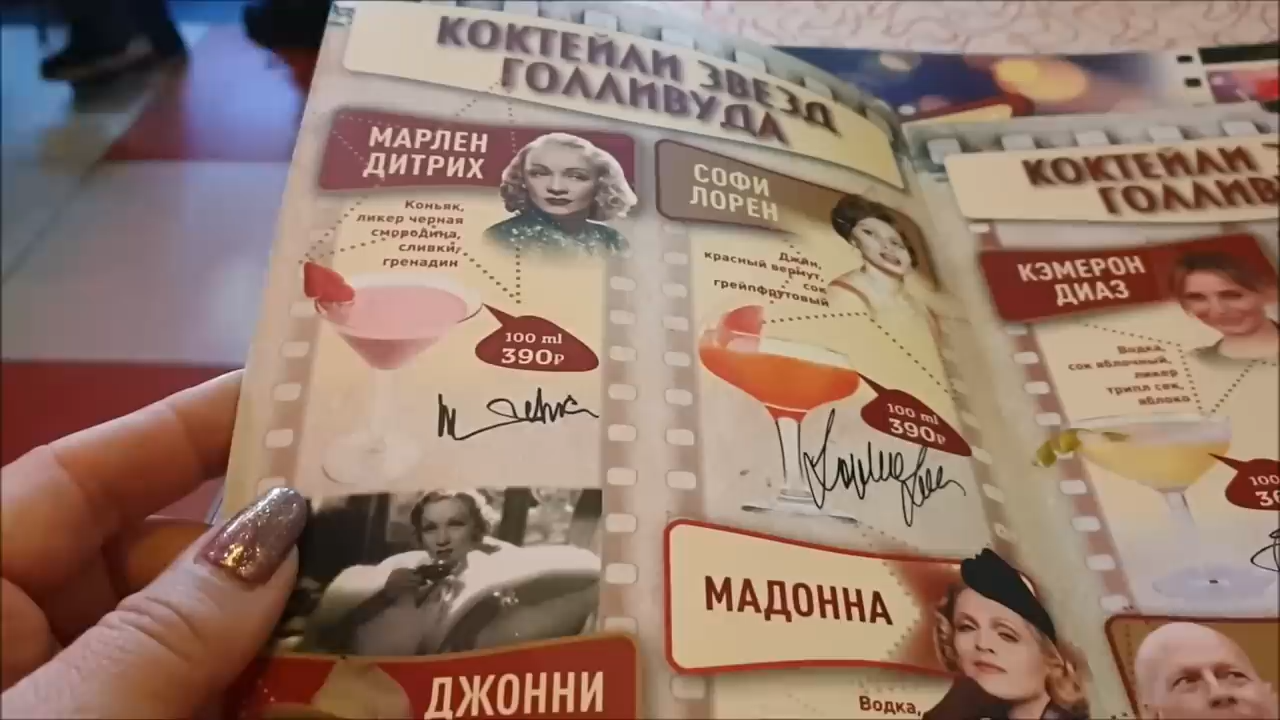 КОКТЕЙЛИ ЗВЕЗД
ГОЛЛИВУДА
МАРЛЕН
ДИТРИХ
Коньяк,
ликер черная
смородина,
сливки,
гренадин
100 ml
390р
СОФИ
ЛОРЕН
Джин,
красный вермут,
сок
грейпфрутовый
100 ml
390р
МАДОННА
Водка,
ДЖОННИ
КОКТЕЙЛИ
ГОЛЛИВ
КЭМЕРОН
ДИАЗ
Водка,
сок яблочный,
ликер
трипл сек,
яблоко